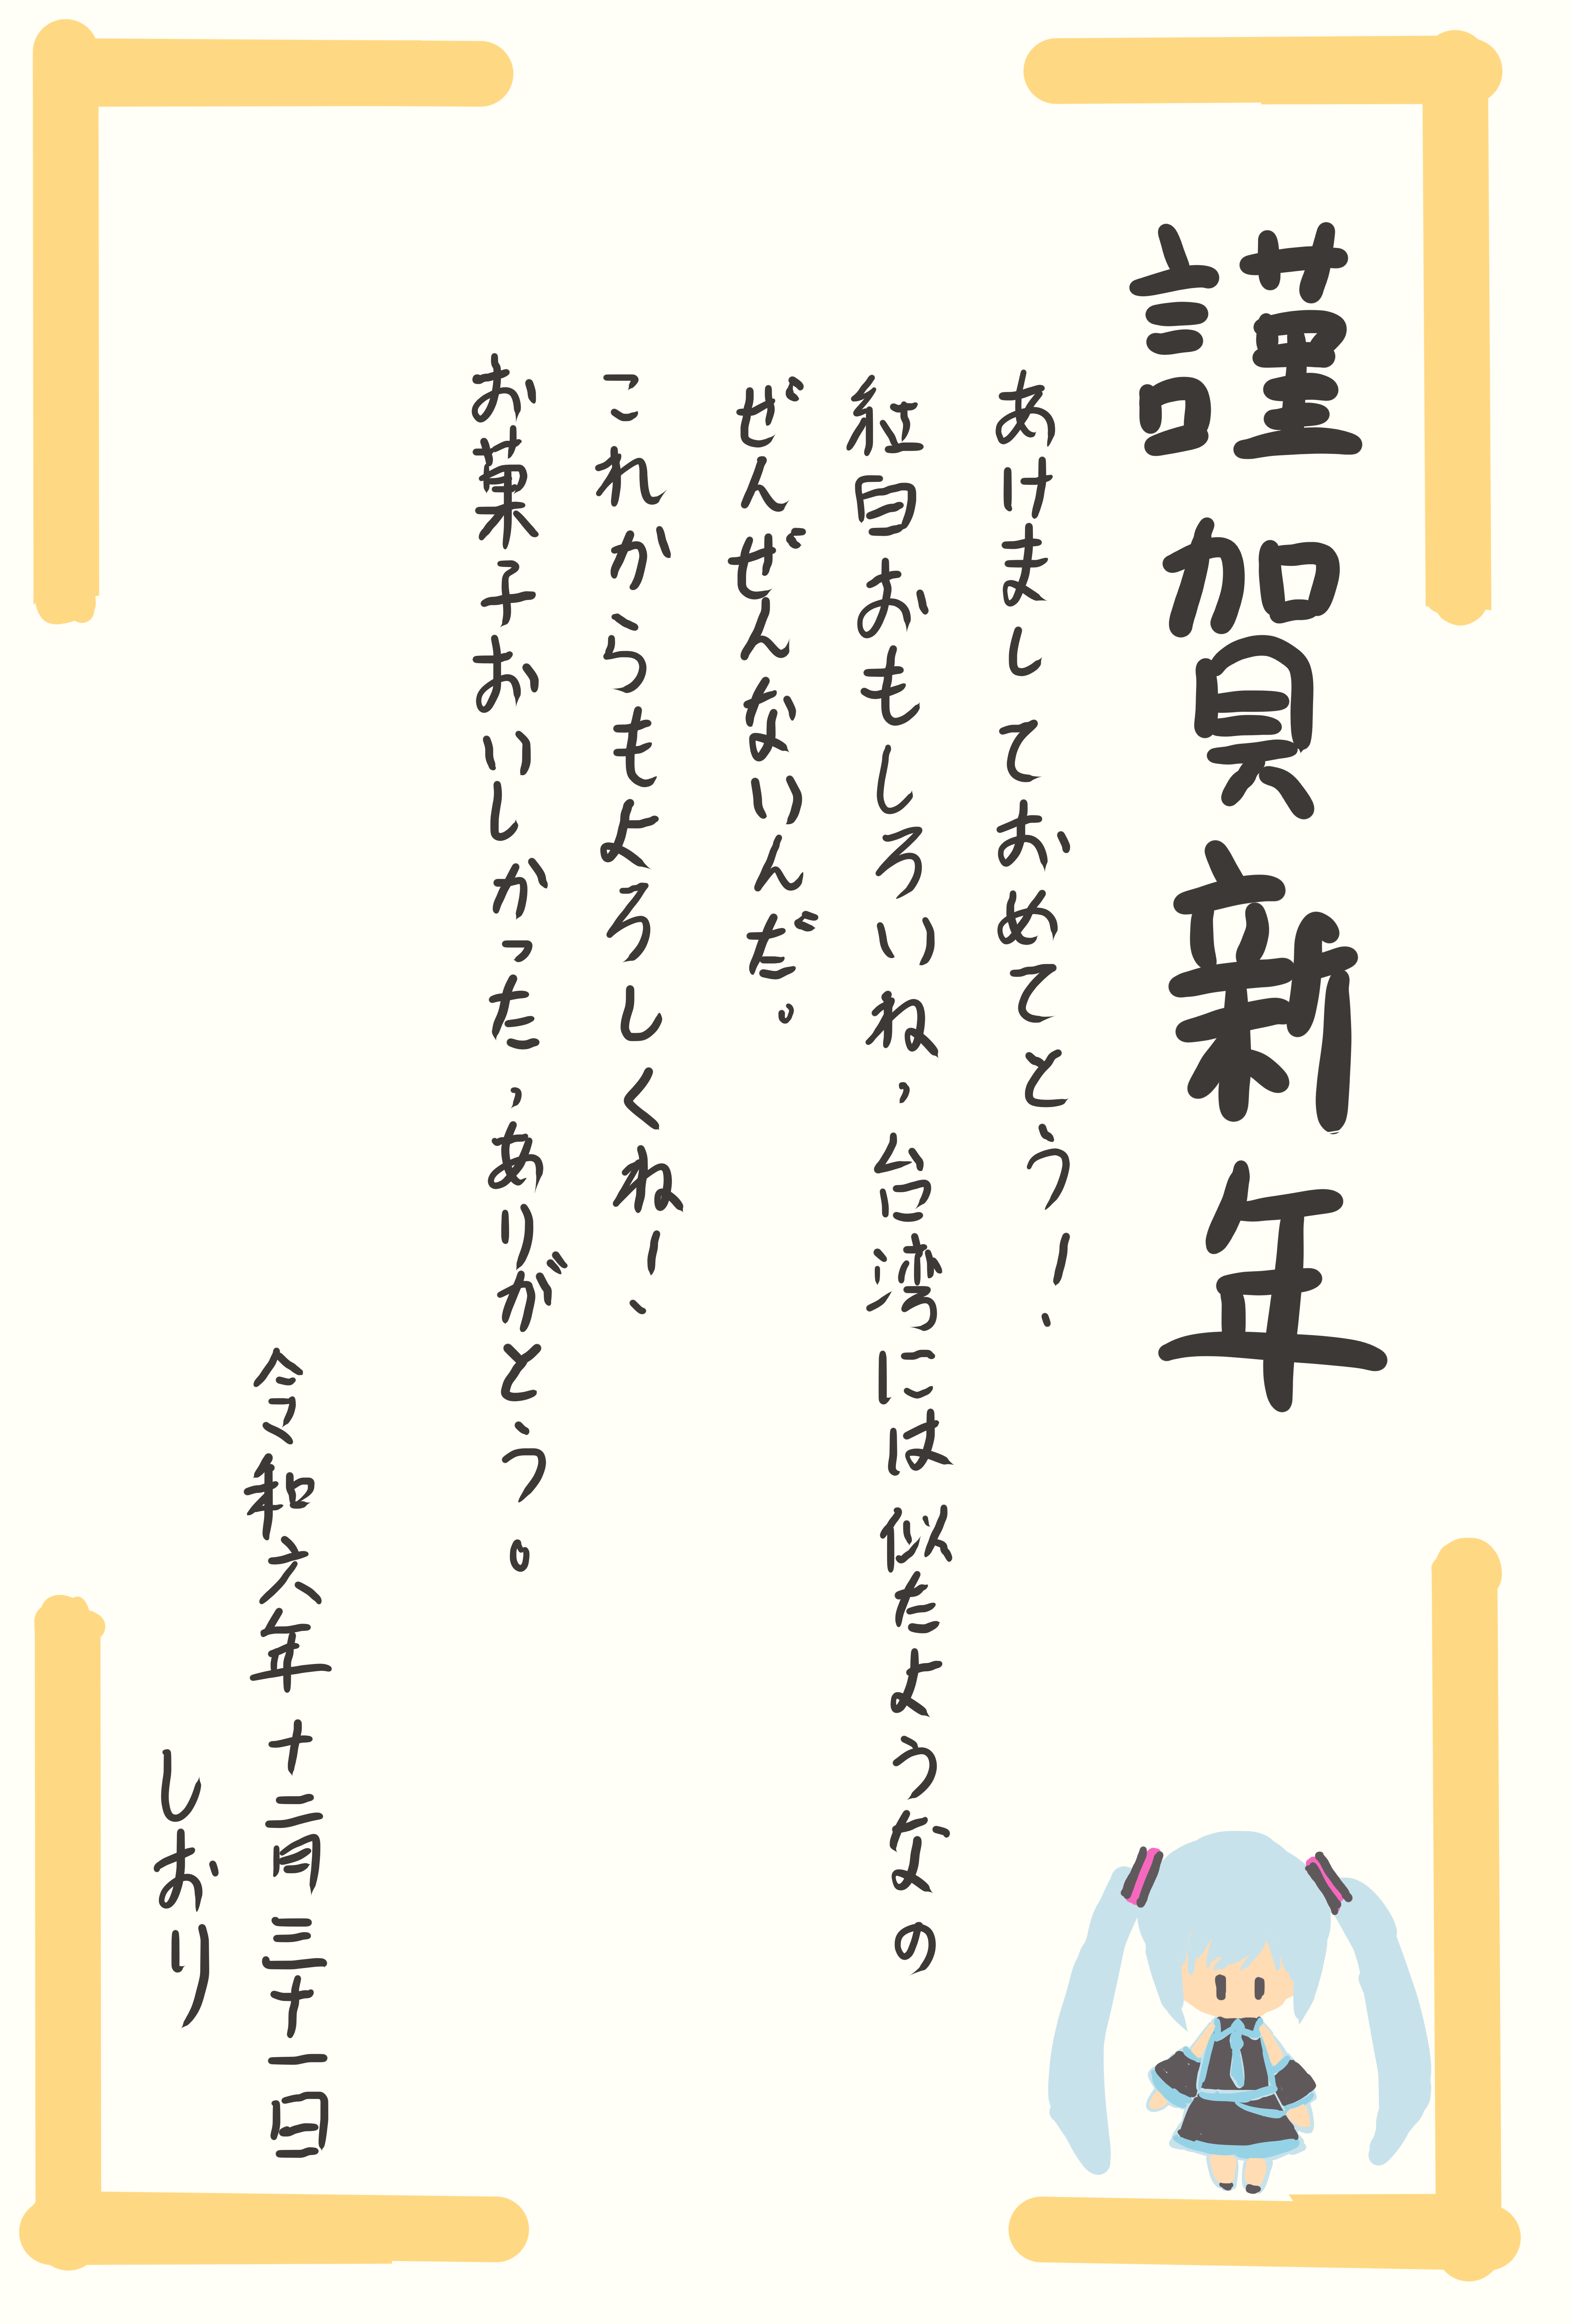 謹賀新年
あけましておめてとう!
紅白おもしろいね、台湾には似たようなの
ぜんぜんないんだ。
これからもよろしくね!
お菓子おいしかった、ありがとう。
令和六年 十二月三十一日
しおり